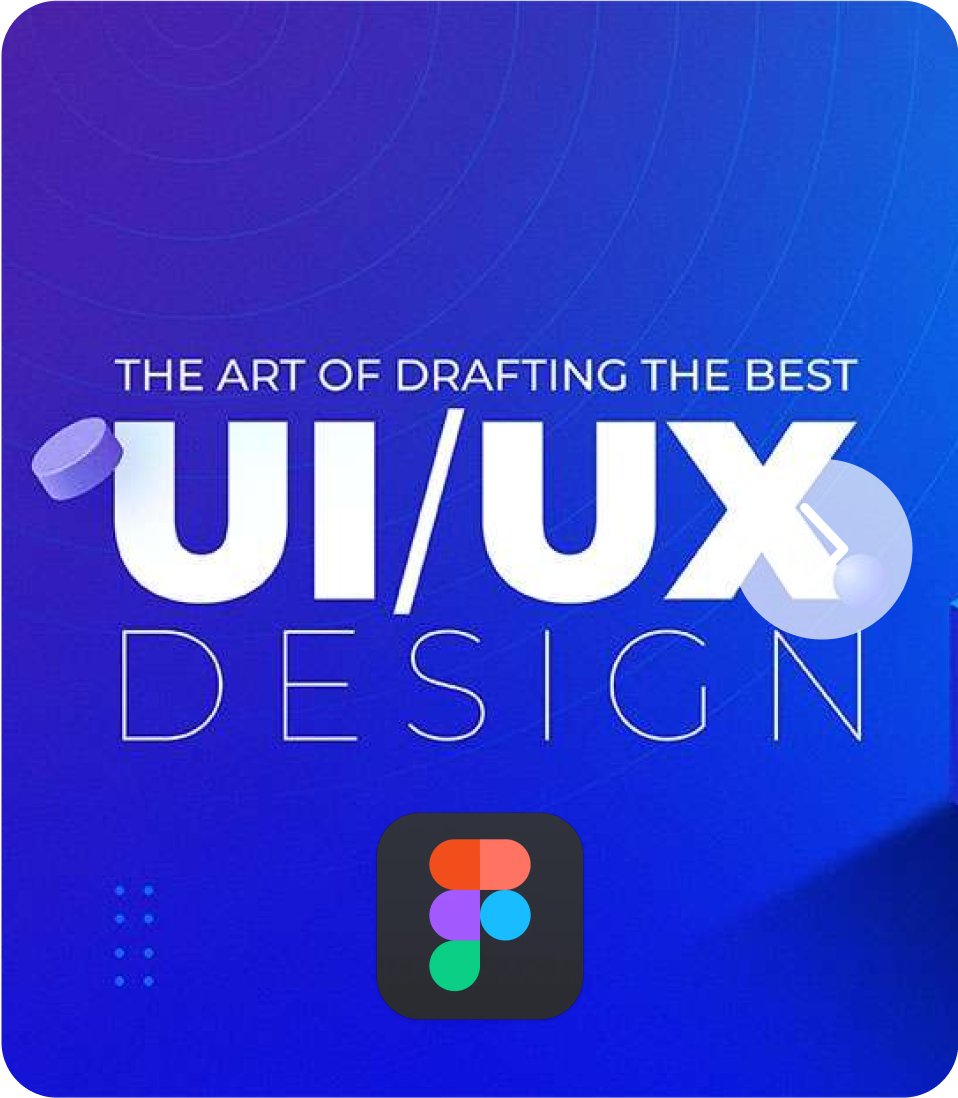 THE ART OF DRAFTING THE BEST
UI/UX
DESIGN